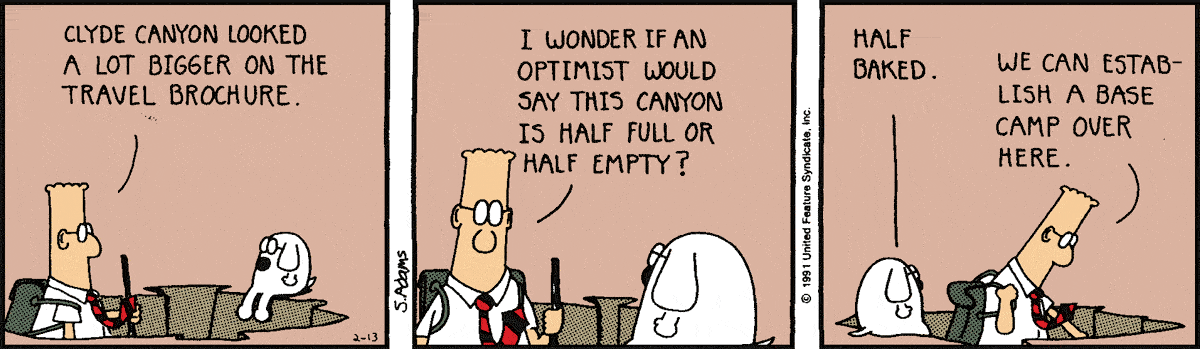 CLYDE CANYON LOOKED
A LOT BIGGER ON THE
TRAVEL BROCHURE.
2-13
S.Adams
I WONDER IF AN
OPTIMIST WOULD
SAY THIS CANYON
IS HALF FULL OR
HALF EMPTY?
© 1991 United Feature Syndicate, Inc.
HALF
BAKED.
WE CAN ESTAB-
LISH A BASE
CAMP OVER
HERE.